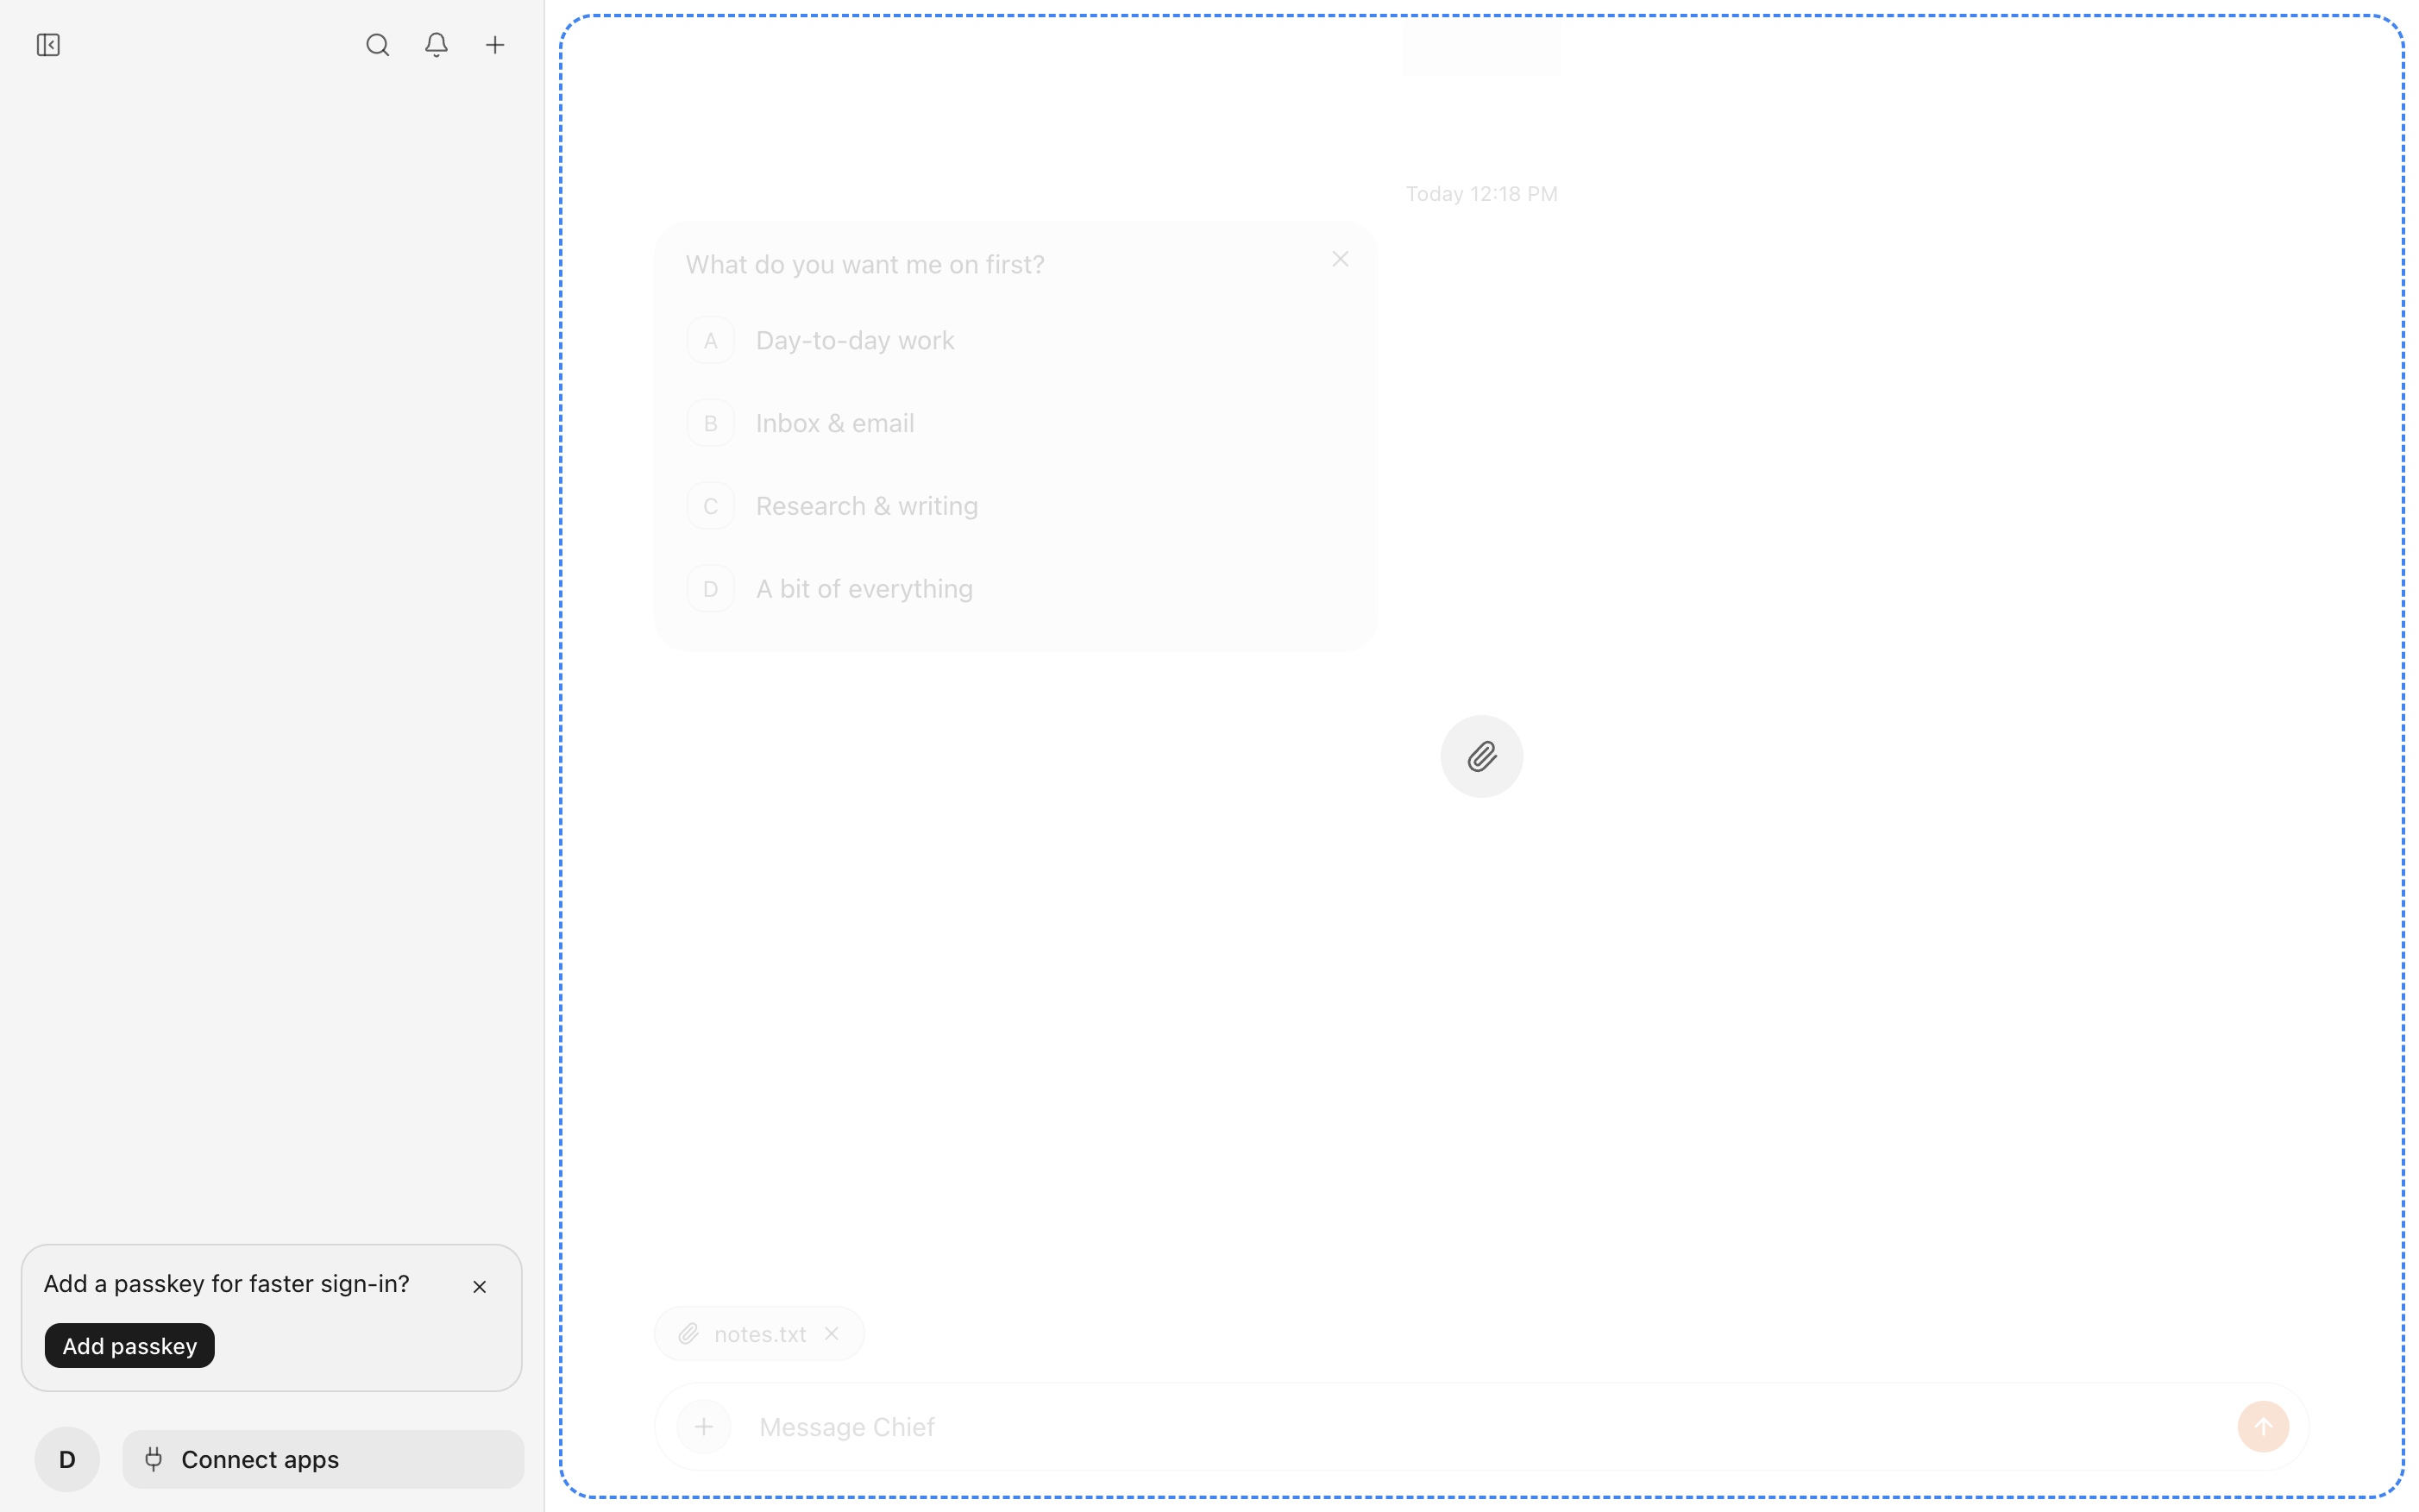 Today 12:18 PM
What do you want me on first?
A Day-to-day work
B Inbox & email
C Research & writing
D A bit of everything
notes.txt
Message Chief
Add a passkey for faster sign-in?
Add passkey
D
Connect apps